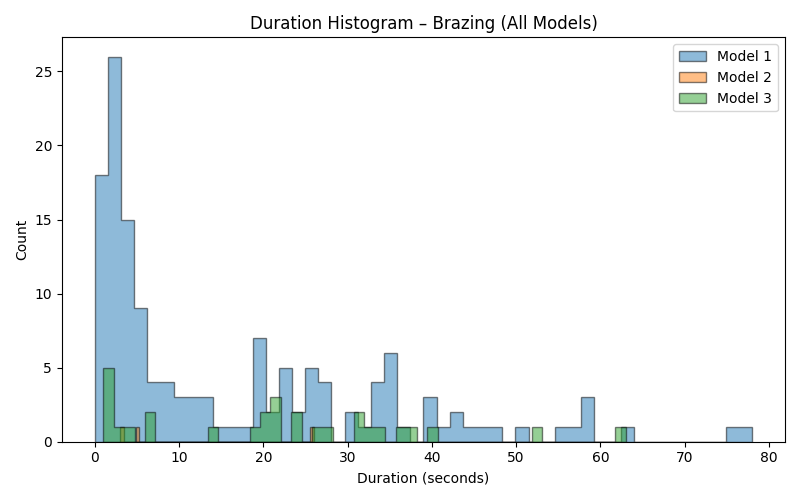 Duration Histogram – Brazing (All Models)
Model 1
Model 2
Model 3
Count
25
20
15
10
5
0
0 10 20 30 40 50 60 70 80
Duration (seconds)